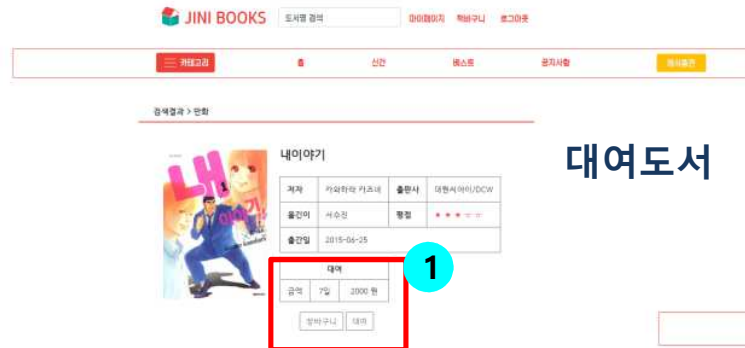 JINI BOOKS 도서명 검색 마이페이지 책바구니 로그아웃
카테고리 홈 신간 베스트 공지사항
검색결과 > 만화
대여도서
내이야기
저자 카와하라 카즈네 출판사 대원씨아이/DCW
옮긴이 서수진 평점 ★★★☆☆
출간일 2015-06-25
대여
금액 7일 2000 원
1
책바구니 대여